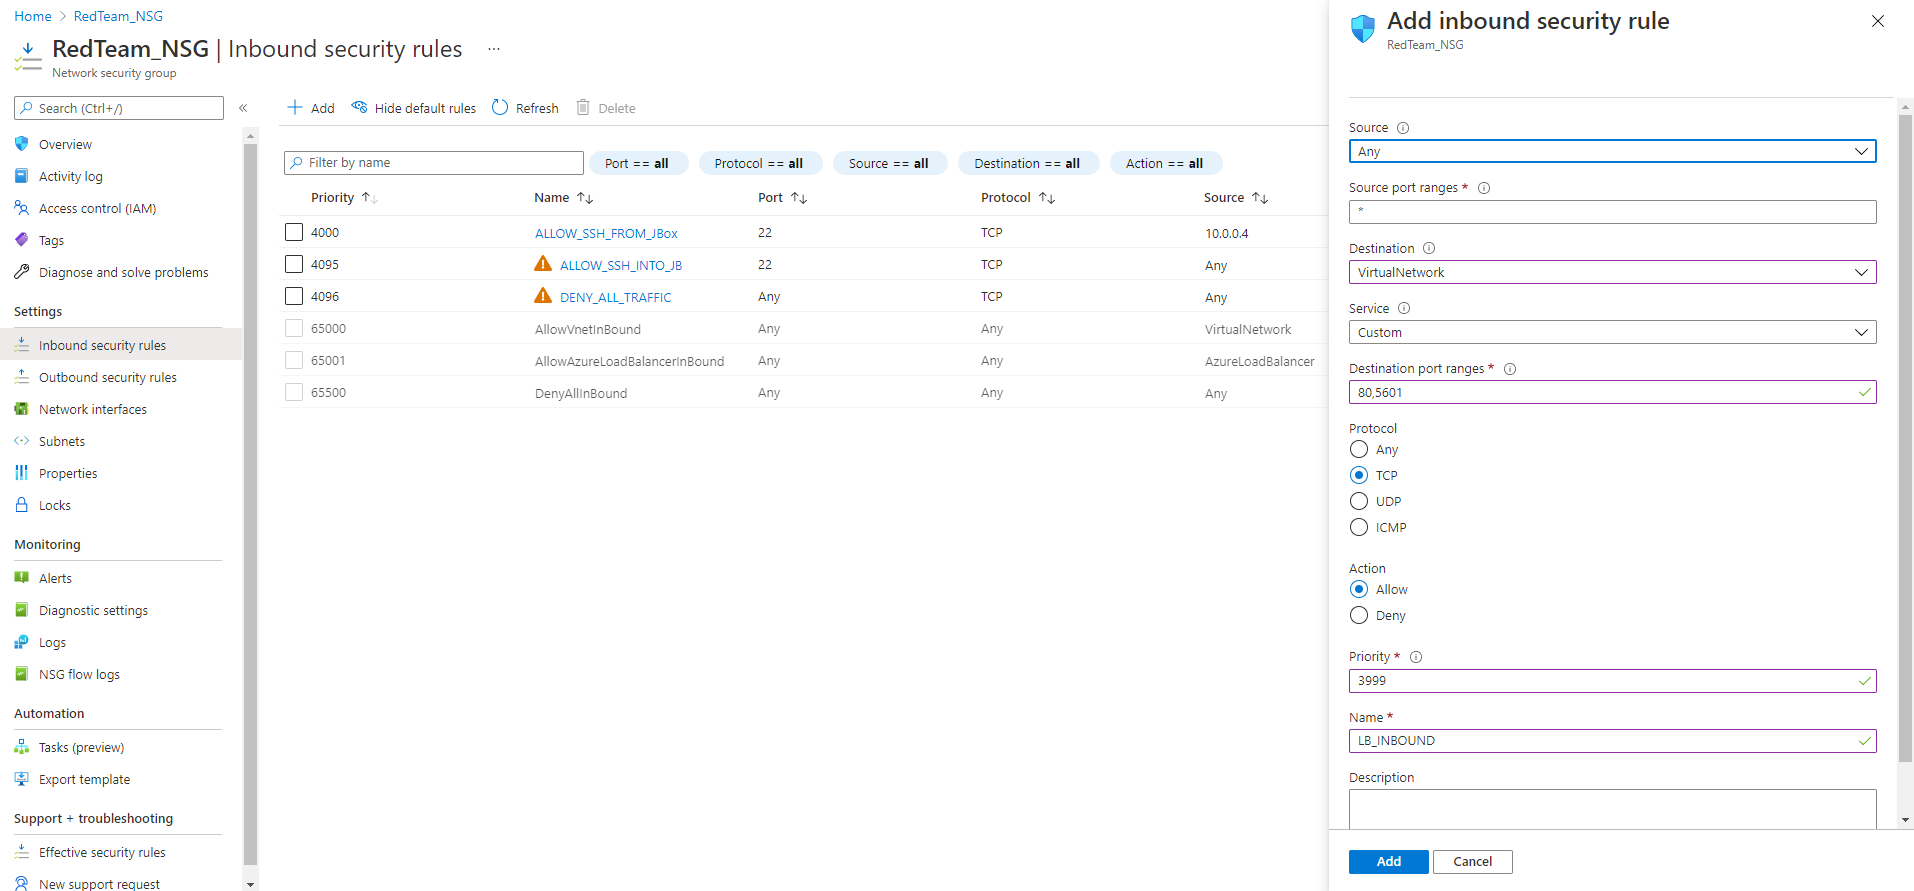 Home > RedTeam_NSG
RedTeam_NSG | Inbound security rules ...
Network security group
Search (Ctrl+/) «
Overview
Activity log
Access control (IAM)
Tags
Diagnose and solve problems
Settings
Inbound security rules
Outbound security rules
Network interfaces
Subnets
Properties
Locks
Monitoring
Alerts
Diagnostic settings
Logs
NSG flow logs
Automation
Tasks (preview)
Export template
Support + troubleshooting
Effective security rules
New support request
+ Add Hide default rules Refresh Delete
Filter by name Port == all Protocol == all Source == all Destination == all Action == all
Priority ↑↓ Name ↑↓ Port ↑↓ Protocol ↑↓ Source ↑↓
4000 ALLOW_SSH_FROM_JBox 22 TCP 10.0.0.4
4095 ALLOW_SSH_INTO_JB 22 TCP Any
4096 DENY_ALL_TRAFFIC Any TCP Any
65000 AllowVnetInBound Any Any VirtualNetwork
65001 AllowAzureLoadBalancerInBound Any Any AzureLoadBalancer
65500 DenyAllInBound Any Any Any
Add inbound security rule
RedTeam_NSG
Source
Any
Source port ranges *
*
Destination
VirtualNetwork
Service
Custom
Destination port ranges *
80,5601
Protocol
Any
TCP
UDP
ICMP
Action
Allow
Deny
Priority *
3999
Name *
LB_INBOUND
Description
Add Cancel